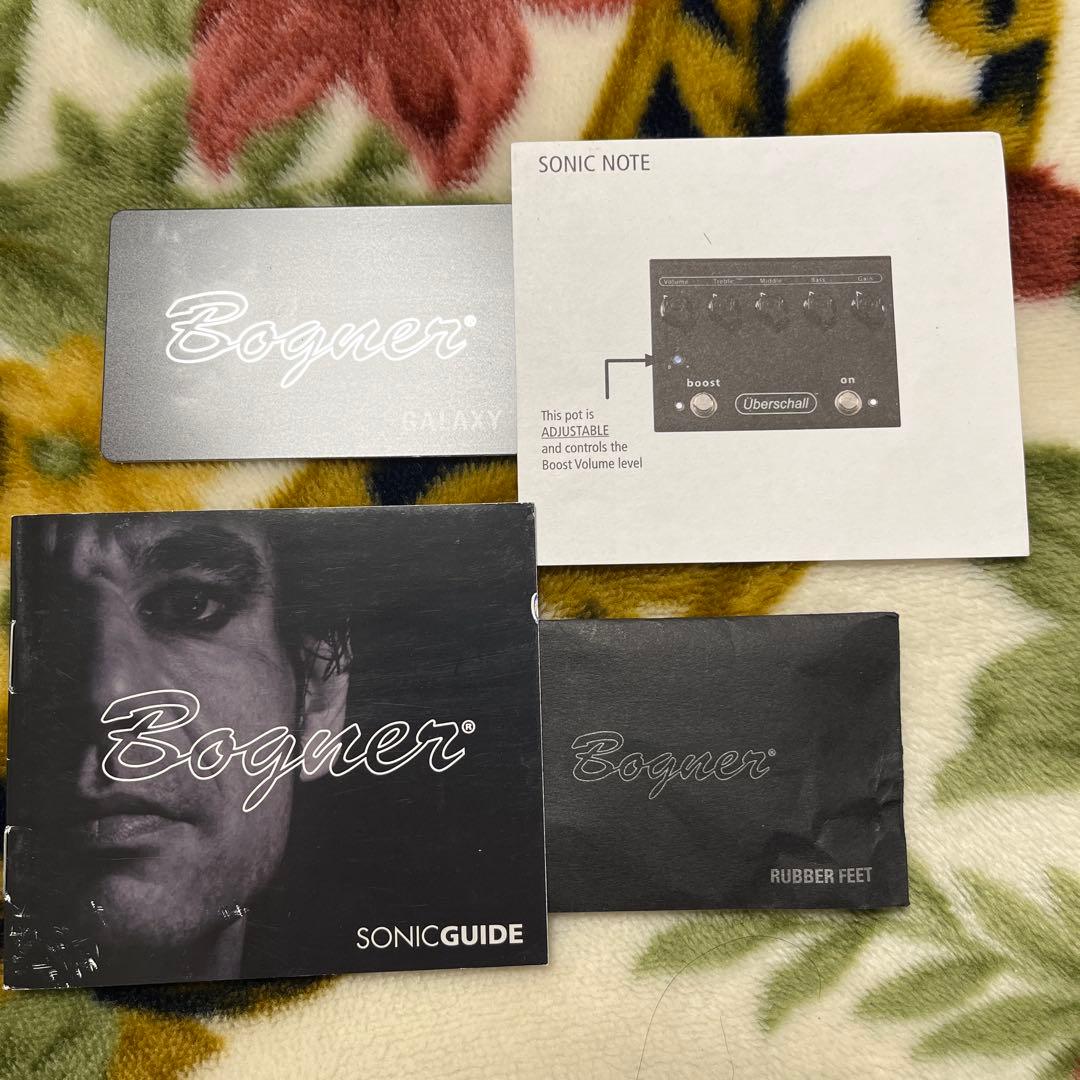 SONIC NOTE
Volume Treble Middle Bass Gain
boost
on
Überschall
This pot is
ADJUSTABLE
and controls the
Boost Volume level
Bogner®
GALAXY
Bogner®
SONICGUIDE
Bogner®
RUBBER FEET